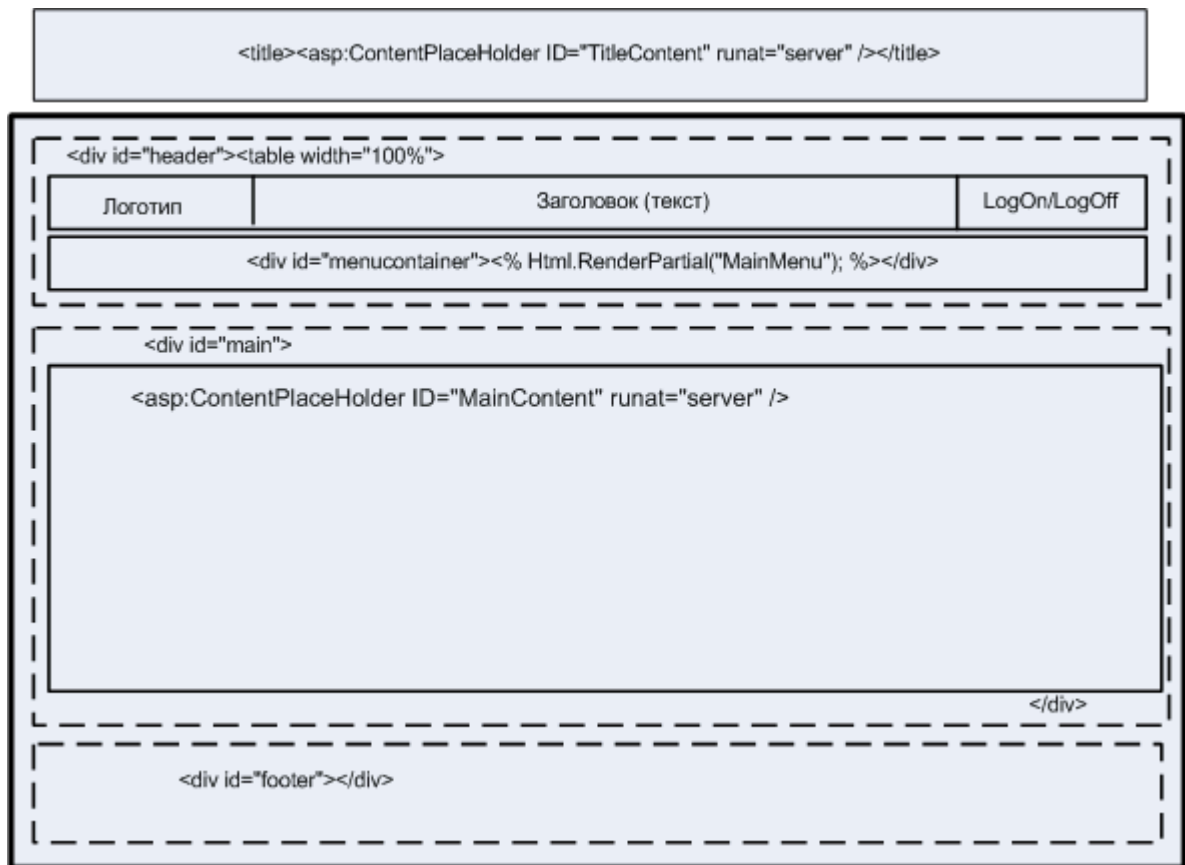 <title><asp:ContentPlaceHolder ID="TitleContent" runat="server" /></title>
<div id="header"><table width="100%">
Логотип
Заголовок (текст)
LogOn/LogOff
<div id="menucontainer"><% Html.RenderPartial("MainMenu"); %></div>
<div id="main">
<asp:ContentPlaceHolder ID="MainContent" runat="server" />
</div>
<div id="footer"></div>